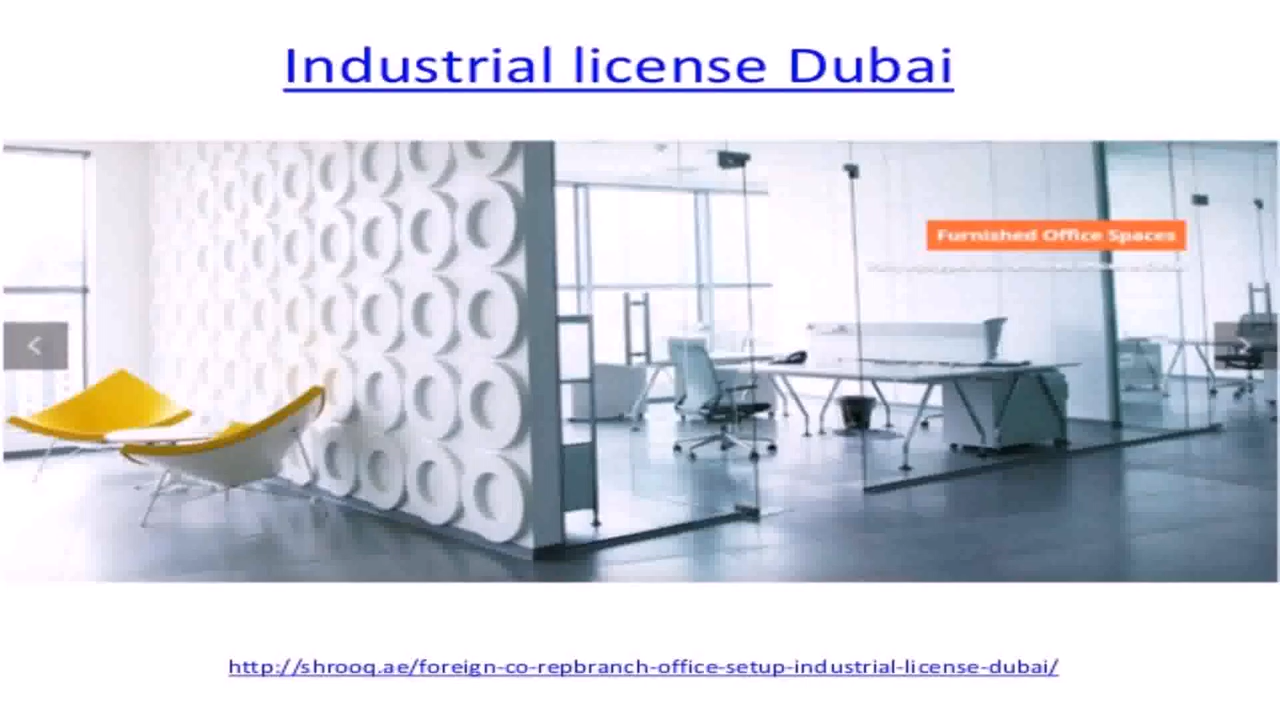 Industrial license Dubai
Furnished Office Spaces
http://shrooq.ae/foreign-co-repbranch-office-setup-industrial-license-dubai/